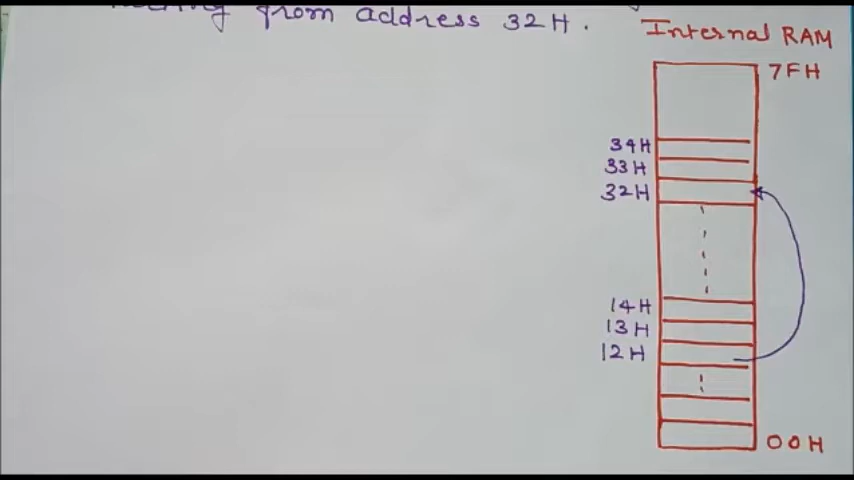 from address 32H.
Internal RAM
7FH
34H
33H
32H
14H
13H
12H
00H